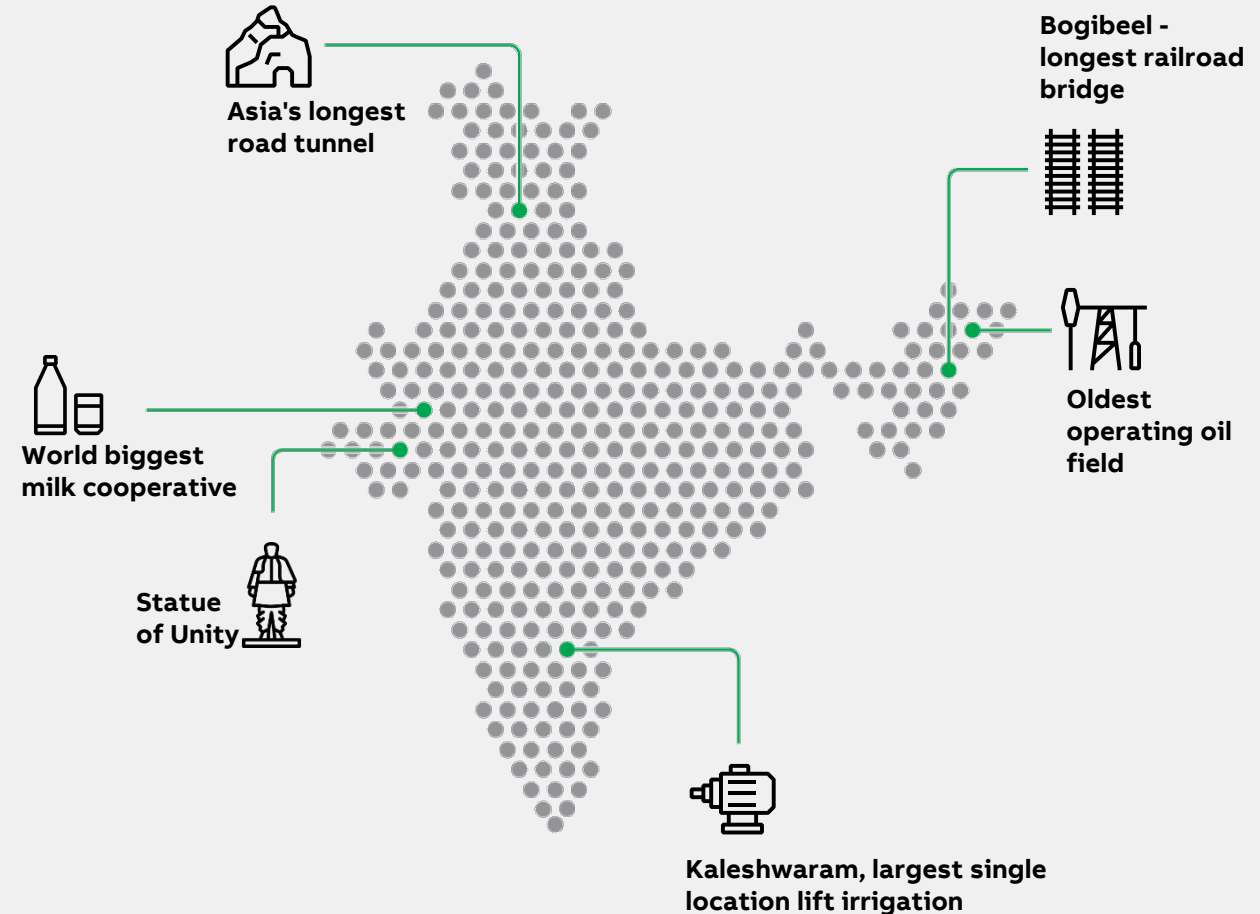 Asia's longest
road tunnel
Bogibeel -
longest railroad
bridge
Oldest
operating oil
field
World biggest
milk cooperative
Statue
of Unity
Kaleshwaram, largest single
location lift irrigation